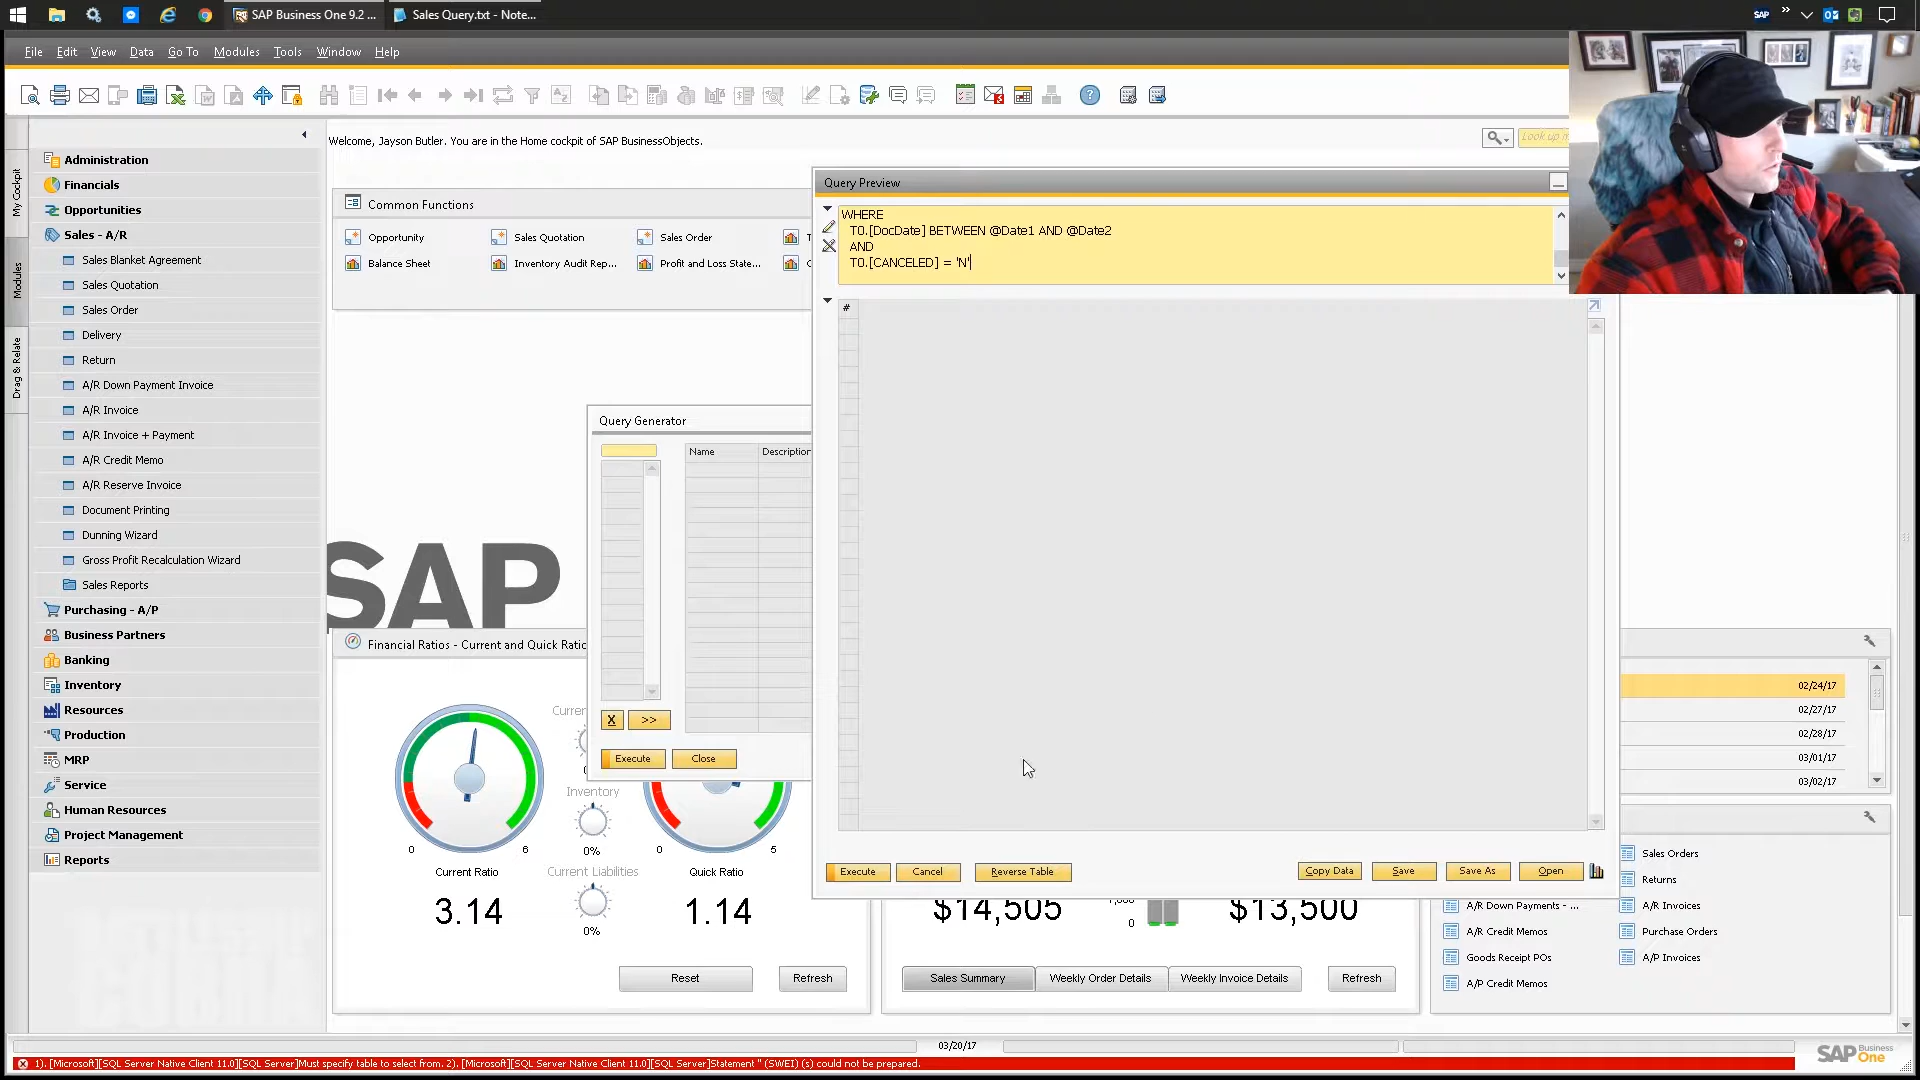 SAP Business One 9.2 ...
Sales Query.txt - Note...
SAP
File Edit View Data Go To Modules Tools Window Help
Welcome, Jayson Butler. You are in the Home cockpit of SAP BusinessObjects.
My Cockpit
Modules
Drag & Relate
Administration
Financials
Opportunities
Sales - A/R
Sales Blanket Agreement
Sales Quotation
Sales Order
Delivery
Return
A/R Down Payment Invoice
A/R Invoice
A/R Invoice + Payment
A/R Credit Memo
A/R Reserve Invoice
Document Printing
Dunning Wizard
Gross Profit Recalculation Wizard
Sales Reports
Purchasing - A/P
Business Partners
Banking
Inventory
Resources
Production
MRP
Service
Human Resources
Project Management
Reports
Common Functions
Opportunity
Sales Quotation
Sales Order
Balance Sheet
Inventory Audit Rep...
Profit and Loss State...
Query Preview
WHERE
T0.[DocDate] BETWEEN @Date1 AND @Date2
AND
T0.[CANCELED] = 'N'
#
Execute
Cancel
Reverse Table
Copy Data
Save
Save As
Open
Query Generator
Name
Description
X
>>
Execute
Close
SAP
Financial Ratios - Current and Quick Ratio
0
6
Current Ratio
3.14
Inventory
0%
Current Liabilities
0%
0
5
Quick Ratio
1.14
Reset
Refresh
$14,505
0
$13,500
Sales Summary
Weekly Order Details
Weekly Invoice Details
Refresh
02/24/17
02/27/17
02/28/17
03/01/17
03/02/17
Sales Orders
Returns
A/R Down Payments - ...
A/R Invoices
A/R Credit Memos
Purchase Orders
Goods Receipt POs
A/P Invoices
A/P Credit Memos
03/20/17
1). [Microsoft][SQL Server Native Client 11.0][SQL Server]Must specify table to select from. 2). [Microsoft][SQL Server Native Client 11.0][SQL Server]Statement '' (SWEI) (s) could not be prepared.
SAP Business One